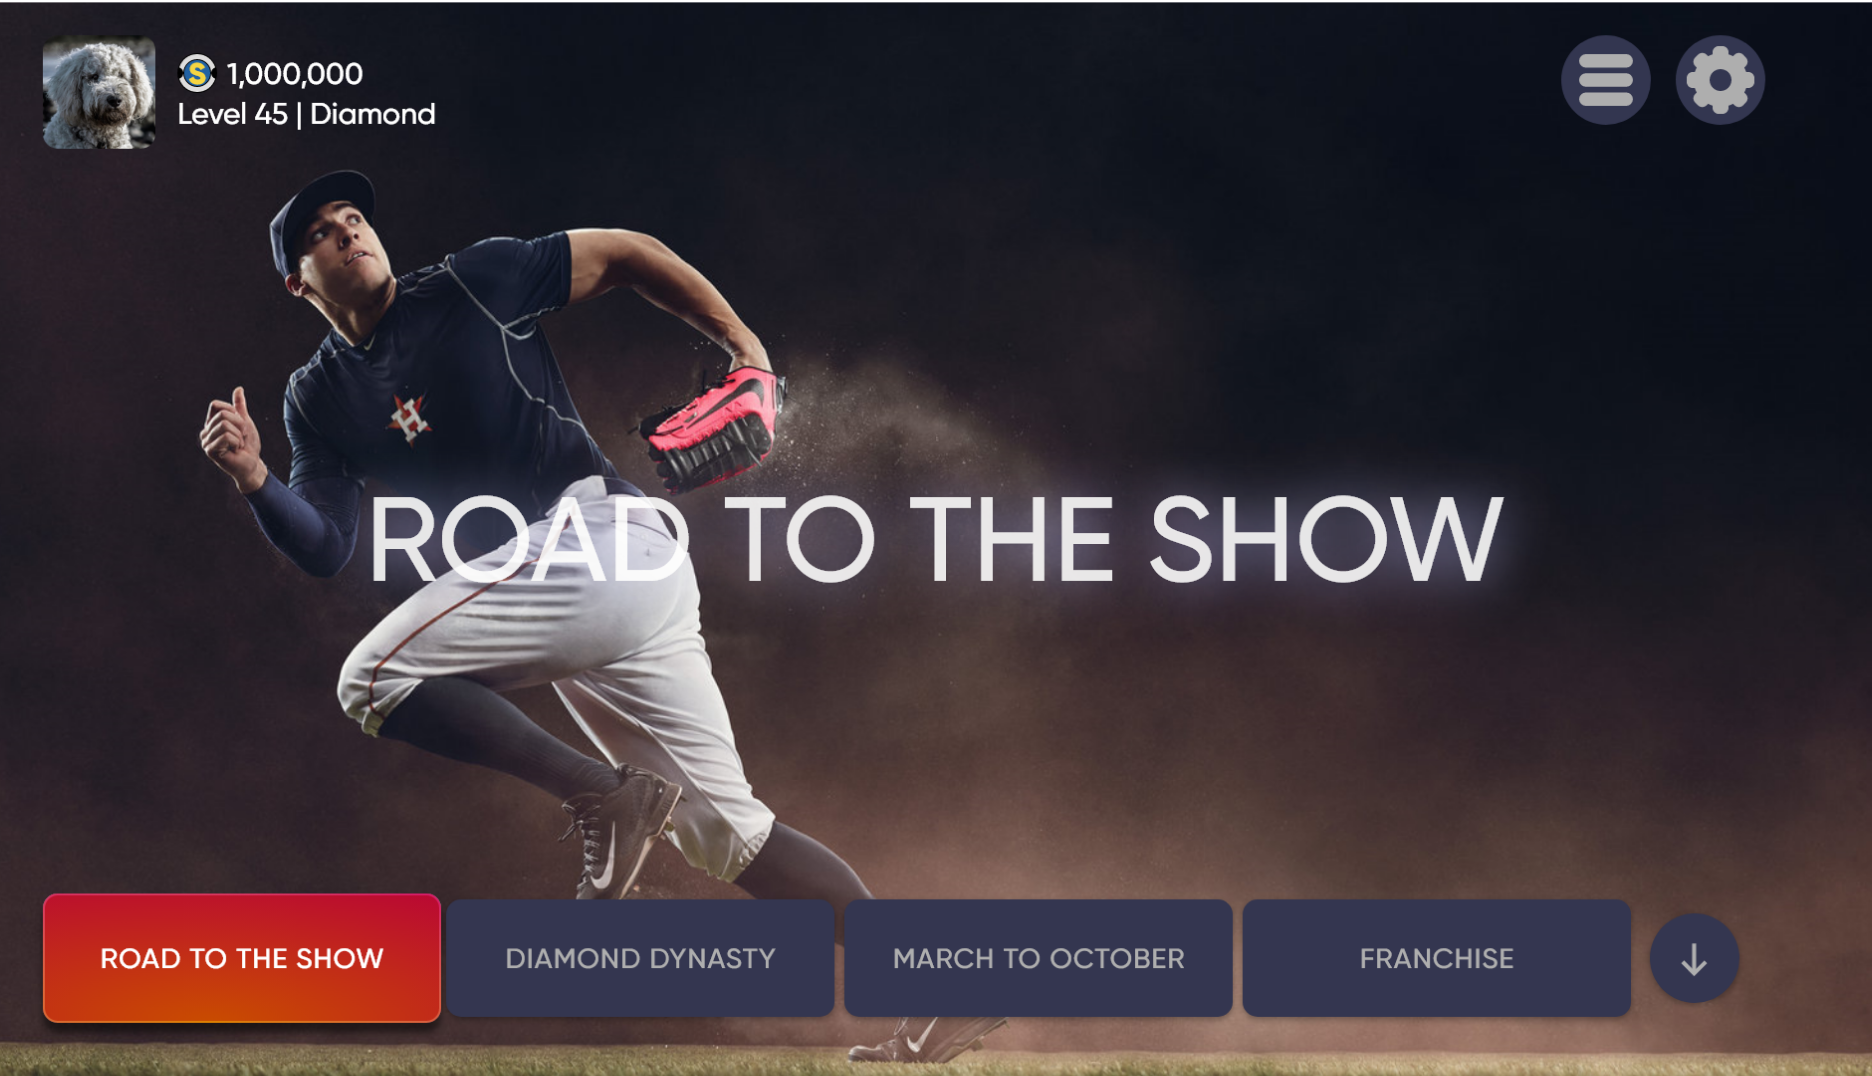 S 1,000,000
Level 45 | Diamond
H
ROAD TO THE SHOW
ROAD TO THE SHOW
DIAMOND DYNASTY
MARCH TO OCTOBER
FRANCHISE